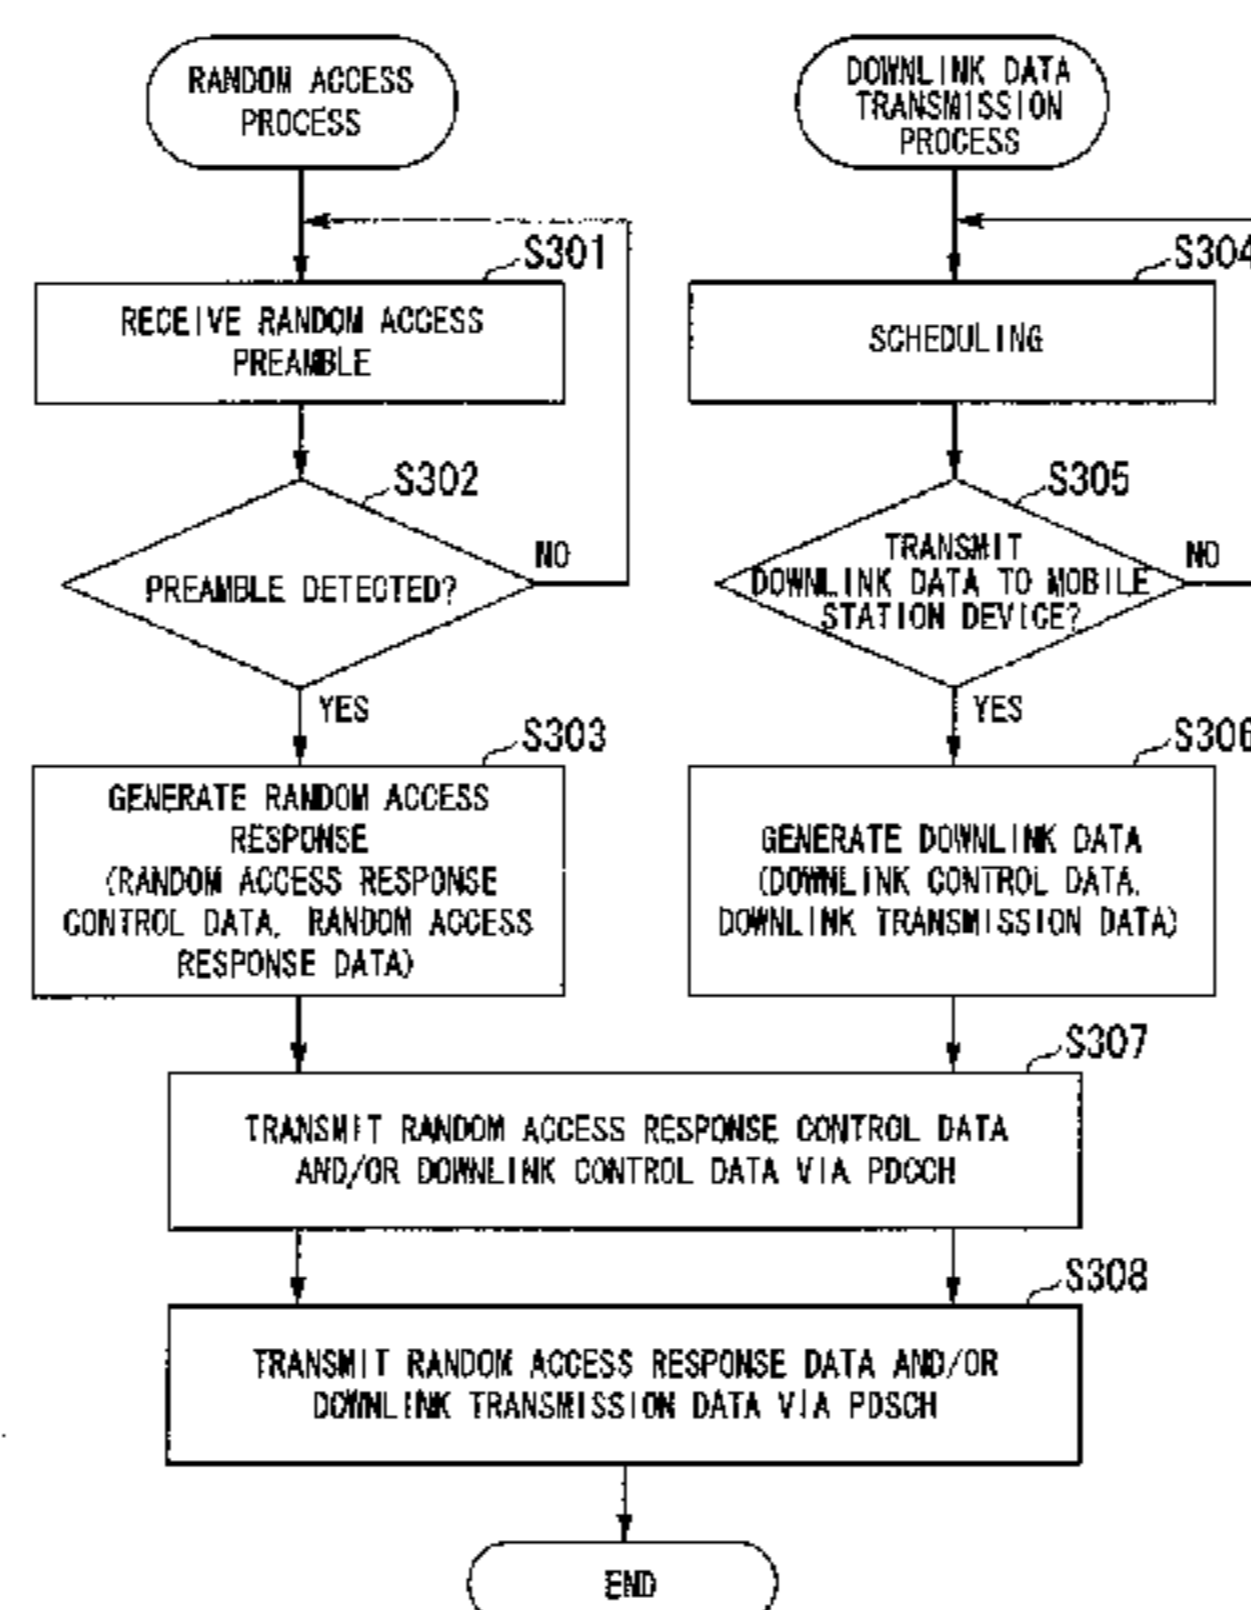 RANDOM ACCESS
PROCESS
DOWNLINK DATA
TRANSMISSION
PROCESS
S301
RECEIVE RANDOM ACCESS
PREAMBLE
S304
SCHEDULING
S302
PREAMBLE DETECTED?
NO
YES
S305
TRANSMIT
DOWNLINK DATA TO MOBILE
STATION DEVICE?
NO
YES
S303
GENERATE RANDOM ACCESS
RESPONSE
(RANDOM ACCESS RESPONSE
CONTROL DATA, RANDOM ACCESS
RESPONSE DATA)
S306
GENERATE DOWNLINK DATA
(DOWNLINK CONTROL DATA,
DOWNLINK TRANSMISSION DATA)
S307
TRANSMIT RANDOM ACCESS RESPONSE CONTROL DATA
AND/OR DOWNLINK CONTROL DATA VIA PDCCH
S308
TRANSMIT RANDOM ACCESS RESPONSE DATA AND/OR
DOWNLINK TRANSMISSION DATA VIA PDSCH
END